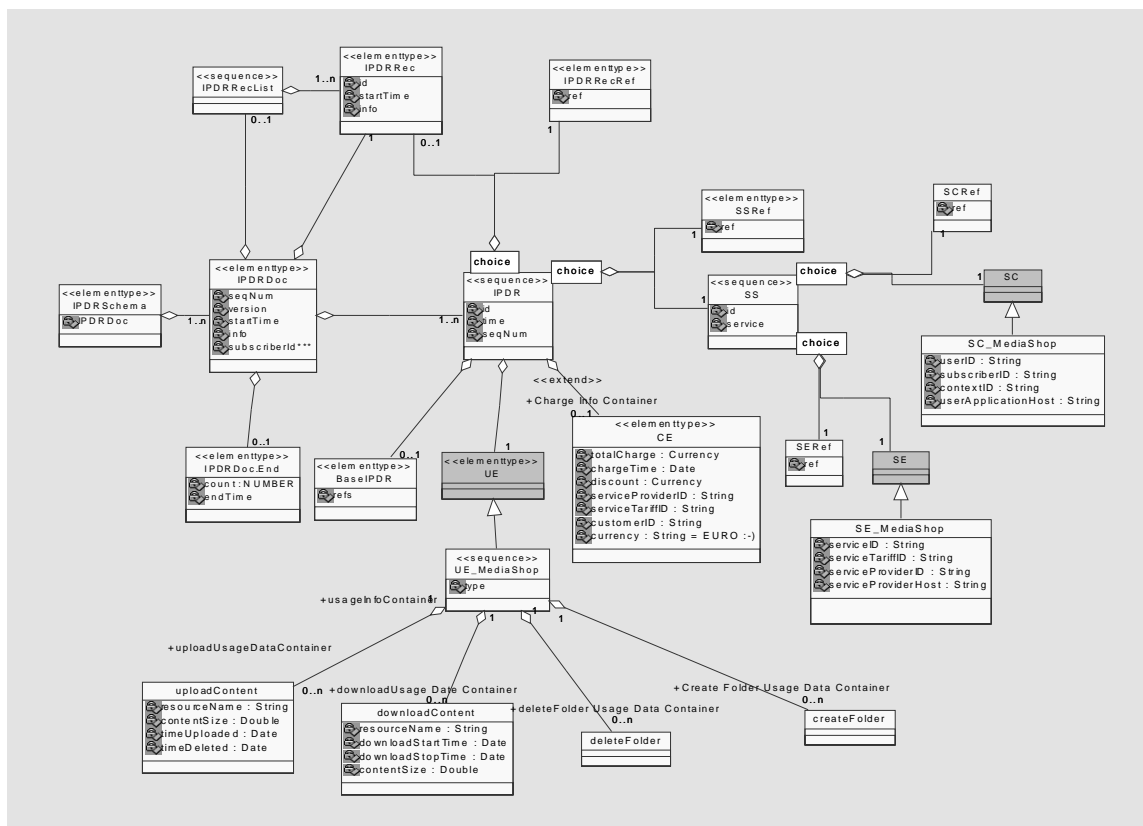 <<elementtype>>
IPDRRec
id
startTime
info
<<sequence>>
IPDRRecList
1..n
0..1
1
0..1
<<elementtype>>
IPDRRecRef
ref
1
<<elementtype>>
SSRef
ref
1
SCRef
ref
1
choice
choice
choice
choice
<<elementtype>>
IPDRSchema
IPDRDoc
1..n
<<elementtype>>
IPDRDoc
seqNum
version
startTime
info
subscriberId***
1..n
<<sequence>>
IPDR
id
time
seqNum
1
<<sequence>>
SS
id
service
1
SC
SC_MediaShop
userID : String
subscriberID : String
contextID : String
userApplicationHost : String
<<extend>>
+Charge Info Container
0..1
0..1
<<elementtype>>
IPDRDoc.End
count:NUMBER
endTime
0..1
<<elementtype>>
BaseIPDR
refs
1
<<elementtype>>
UE
<<elementtype>>
CE
totalCharge : Currency
chargeTime : Date
discount : Currency
serviceProviderID : String
serviceTariffID : String
customerID : String
currency : String = EURO :-)
1
SERef
ref
1
SE
SE_MediaShop
serviceID : String
serviceTariffID : String
serviceProviderID : String
serviceProviderHost : String
<<sequence>>
UE_MediaShop
type
+usageInfoContainer
1
1
1
1
+uploadUsageDataContainer
0..n
+downloadUsage Date Container
0..n
+deleteFolder Usage Data Container
0..n
+Create Folder Usage Data Container
0..n
uploadContent
resourceName : String
contentSize : Double
timeUploaded : Date
timeDeleted : Date
downloadContent
resourceName : String
downloadStartTime : Date
downloadStopTime : Date
contentSize : Double
deleteFolder
createFolder